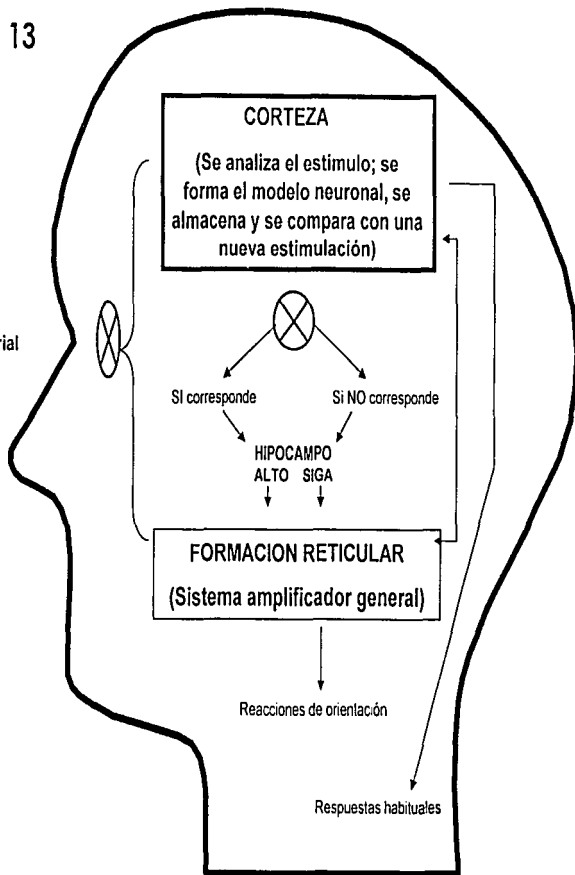 13
CORTEZA
(Se analiza el estimulo; se
forma el modelo neuronal, se
almacena y se compara con una
nueva estimulación)
SI corresponde
Si NO corresponde
HIPOCAMPO
ALTO SIGA
FORMACION RETICULAR
(Sistema amplificador general)
Reacciones de orientación
Respuestas habituales